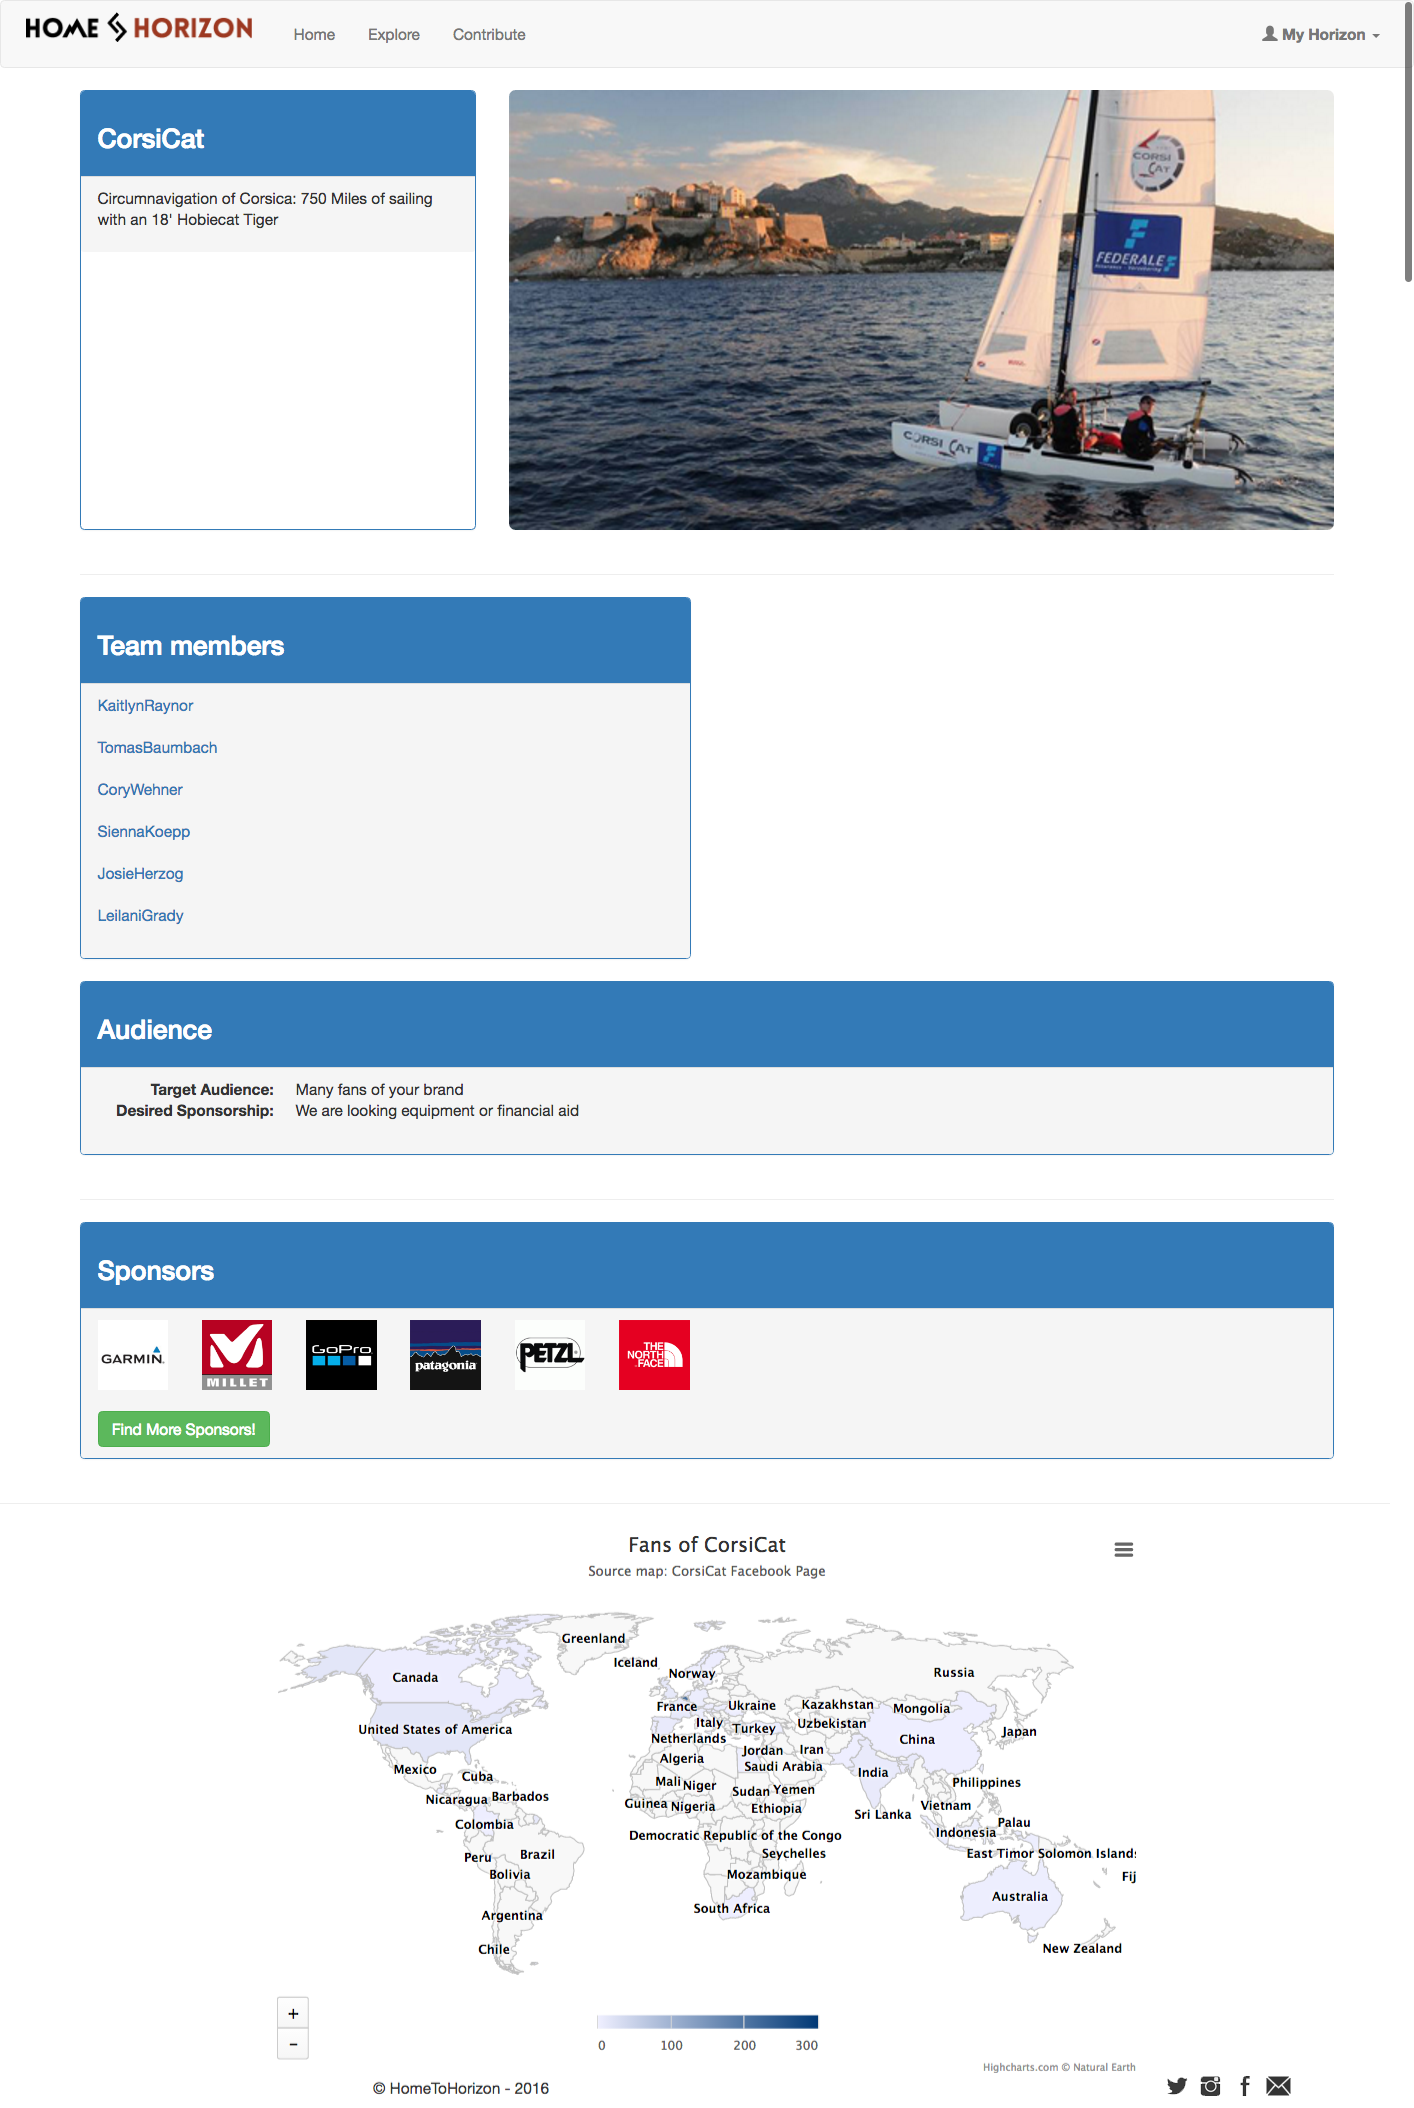 HOME HORIZON
Home
Explore
Contribute
My Horizon
CorsiCat
Circumnavigation of Corsica: 750 Miles of sailing
with an 18' Hobiecat Tiger
CORSI
CAT
FEDERALE
CORSI CAT
Team members
KaitlynRaynor
TomasBaumbach
CoryWehner
SiennaKoepp
JosieHerzog
LeilaniGrady
Audience
Target Audience: Many fans of your brand
Desired Sponsorship: We are looking equipment or financial aid
Sponsors
GARMIN
MILLET
GoPro
patagonia
PETZL
THE
NORTH
FACE
Find More Sponsors!
Fans of CorsiCat
Source map: CorsiCat Facebook Page
Greenland
Iceland
Norway
Russia
Canada
France
Ukraine
Kazakhstan
Mongolia
United States of America
Italy
Turkey
Uzbekistan
Japan
Netherlands
China
Algeria
Jordan
Iran
Saudi Arabia
Mexico
Cuba
India
Mali
Niger
Sudan
Yemen
Philippines
Nicaragua
Barbados
Guinea
Nigeria
Ethiopia
Sri Lanka
Vietnam
Colombia
Palau
Democratic Republic of the Congo
Indonesia
Peru
Brazil
Seychelles
East Timor
Solomon Islands
Bolivia
Mozambique
Fij
Australia
Argentina
South Africa
Chile
New Zealand
+
-
0 100 200 300
Highcharts.com © Natural Earth
© HomeToHorizon - 2016